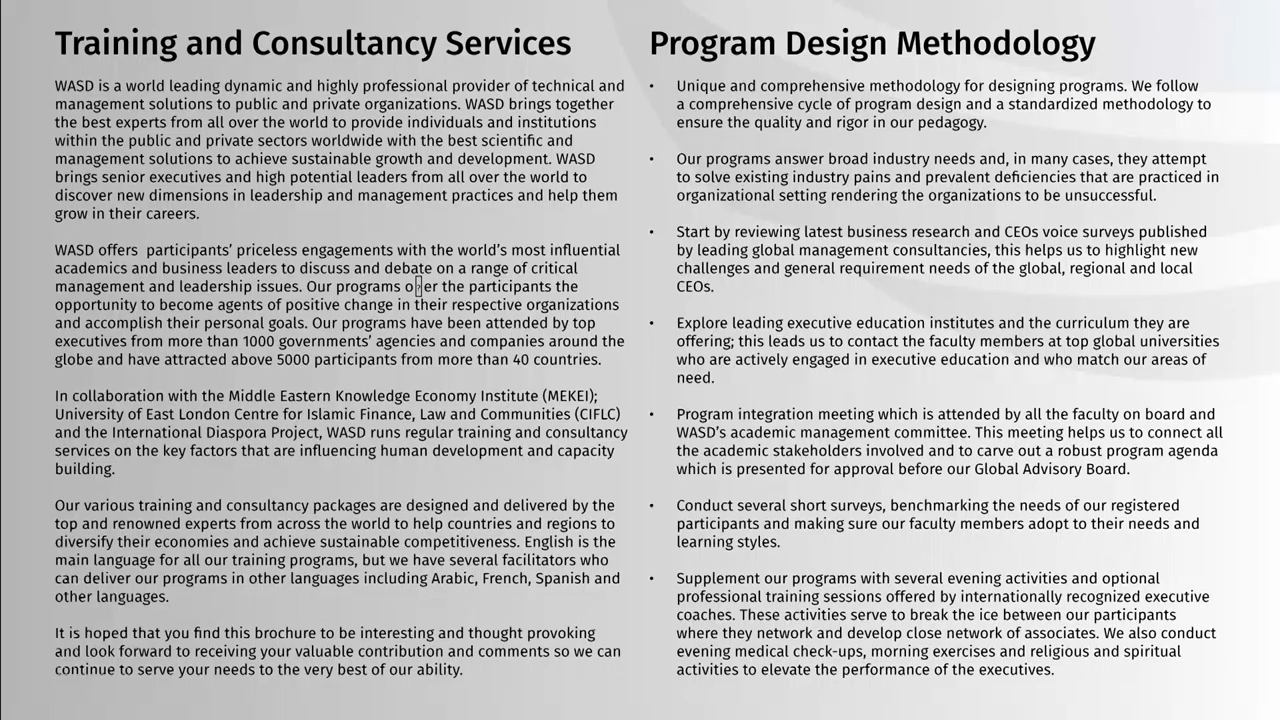 Training and Consultancy Services
WASD is a world leading dynamic and highly professional provider of technical and
management solutions to public and private organizations. WASD brings together
the best experts from all over the world to provide individuals and institutions
within the public and private sectors worldwide with the best scientific and
management solutions to achieve sustainable growth and development. WASD
brings senior executives and high potential leaders from all over the world to
discover new dimensions in leadership and management practices and help them
grow in their careers.
WASD offers  participants’ priceless engagements with the world’s most influential
academics and business leaders to discuss and debate on a range of critical
management and leadership issues. Our programs o▯er the participants the
opportunity to become agents of positive change in their respective organizations
and accomplish their personal goals. Our programs have been attended by top
executives from more than 1000 governments’ agencies and companies around the
globe and have attracted above 5000 participants from more than 40 countries.
In collaboration with the Middle Eastern Knowledge Economy Institute (MEKEI);
University of East London Centre for Islamic Finance, Law and Communities (CIFLC)
and the International Diaspora Project, WASD runs regular training and consultancy
services on the key factors that are influencing human development and capacity
building.
Our various training and consultancy packages are designed and delivered by the
top and renowned experts from across the world to help countries and regions to
diversify their economies and achieve sustainable competitiveness. English is the
main language for all our training programs, but we have several facilitators who
can deliver our programs in other languages including Arabic, French, Spanish and
other languages.
It is hoped that you find this brochure to be interesting and thought provoking
and look forward to receiving your valuable contribution and comments so we can
continue to serve your needs to the very best of our ability.
Program Design Methodology
• Unique and comprehensive methodology for designing programs. We follow
a comprehensive cycle of program design and a standardized methodology to
ensure the quality and rigor in our pedagogy.
• Our programs answer broad industry needs and, in many cases, they attempt
to solve existing industry pains and prevalent deficiencies that are practiced in
organizational setting rendering the organizations to be unsuccessful.
• Start by reviewing latest business research and CEOs voice surveys published
by leading global management consultancies, this helps us to highlight new
challenges and general requirement needs of the global, regional and local
CEOs.
• Explore leading executive education institutes and the curriculum they are
offering; this leads us to contact the faculty members at top global universities
who are actively engaged in executive education and who match our areas of
need.
• Program integration meeting which is attended by all the faculty on board and
WASD’s academic management committee. This meeting helps us to connect all
the academic stakeholders involved and to carve out a robust program agenda
which is presented for approval before our Global Advisory Board.
• Conduct several short surveys, benchmarking the needs of our registered
participants and making sure our faculty members adopt to their needs and
learning styles.
• Supplement our programs with several evening activities and optional
professional training sessions offered by internationally recognized executive
coaches. These activities serve to break the ice between our participants
where they network and develop close network of associates. We also conduct
evening medical check-ups, morning exercises and religious and spiritual
activities to elevate the performance of the executives.